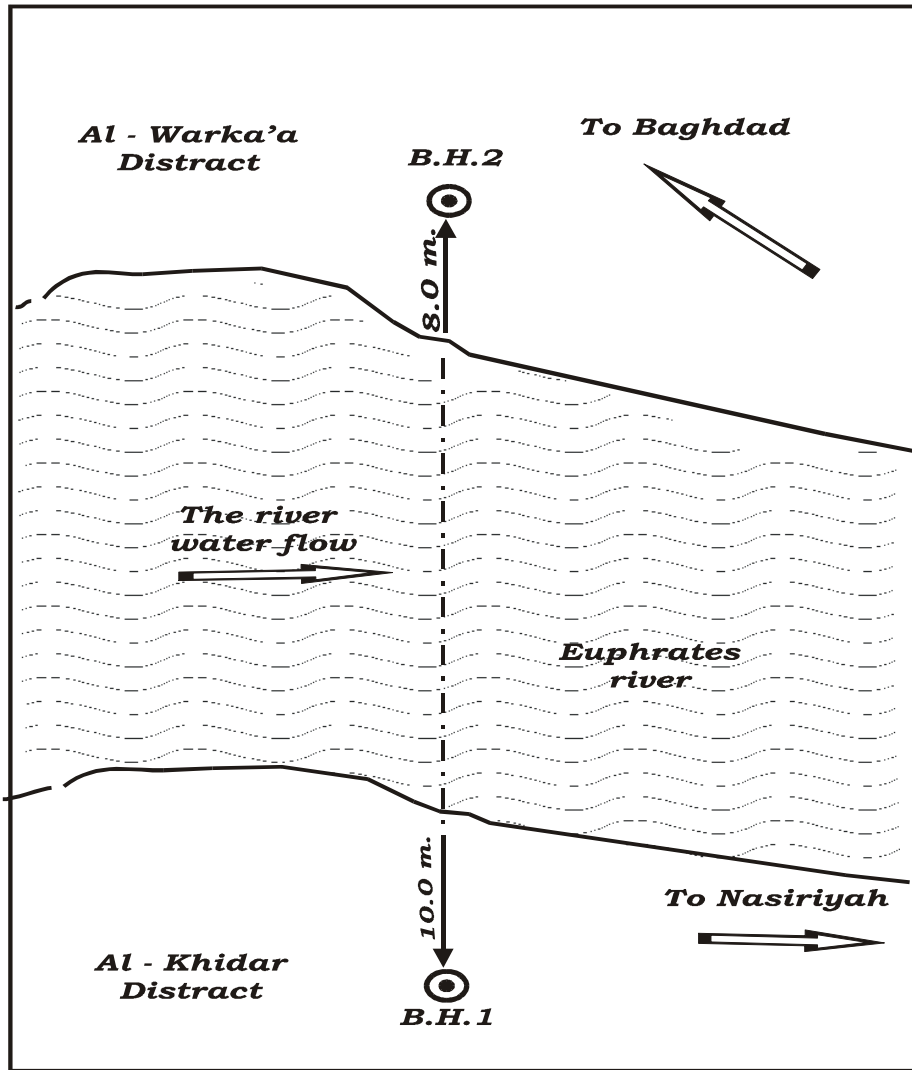 Al - Warka’a
Distract
To Baghdad
B.H.2
8.0 m.
The river
water flow
Euphrates
river
10.0 m.
To Nasiriyah
Al - Khidar
Distract
B.H.1